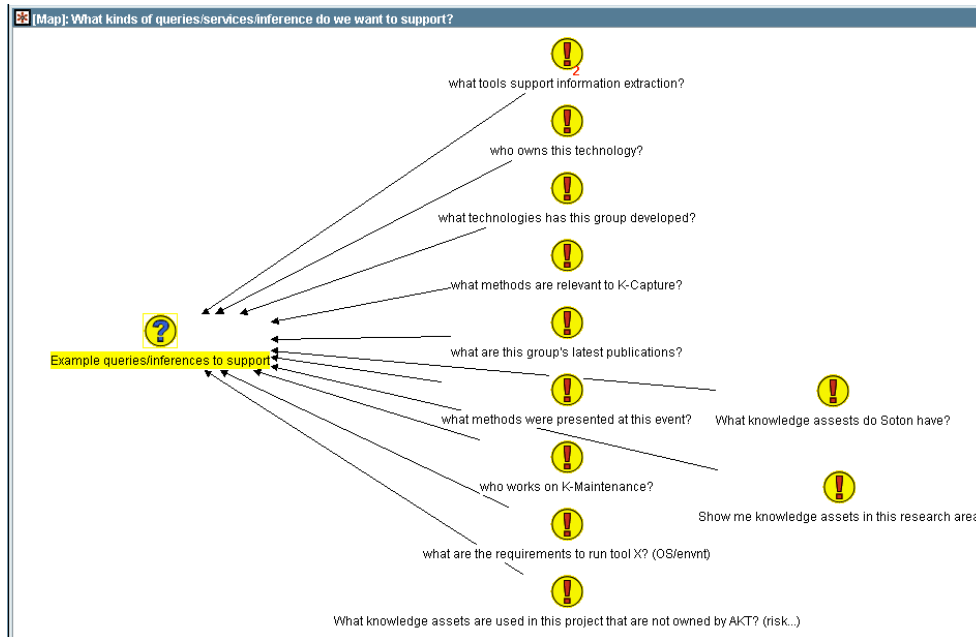 [Map]: What kinds of queries/services/inference do we want to support?
2
what tools support information extraction?
who owns this technology?
what technologies has this group developed?
what methods are relevant to K-Capture?
what are this group's latest publications?
Example queries/inferences to support
what methods were presented at this event?
What knowledge assests do Soton have?
who works on K-Maintenance?
Show me knowledge assets in this research area
what are the requirements to run tool X? (OS/envnt)
What knowledge assets are used in this project that are not owned by AKT? (risk...)